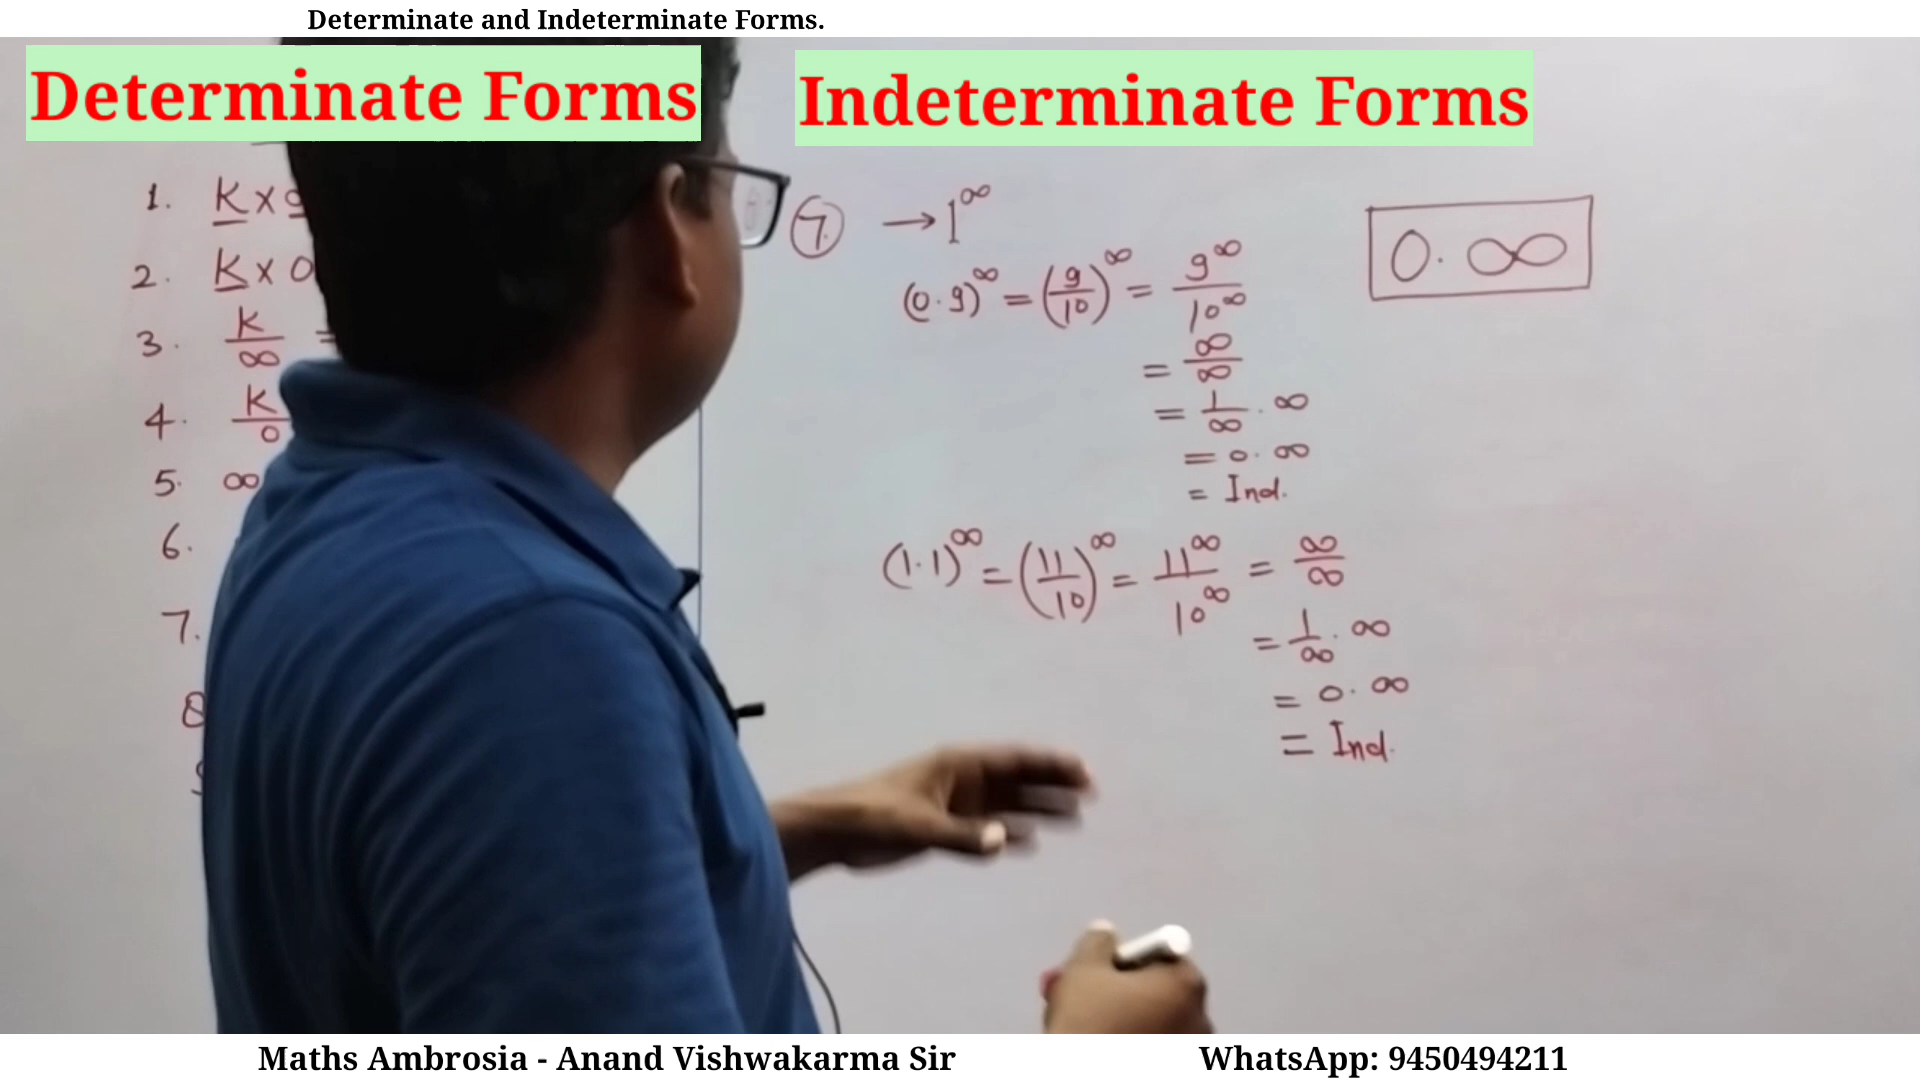 Determinate and Indeterminate Forms.
Determinate Forms
Indeterminate Forms
1. K x
2. K x 0
3. K/∞ =
4. K/0
5. ∞
6.
7.
8
⑦ → 1^∞
(0.9)^∞ = (9/10)^∞ = 9^∞/10^∞
= ∞/∞
= 1/∞ . ∞
= 0. ∞
= Ind.
0. ∞
(1.1)^∞ = (11/10)^∞ = 11^∞/10^∞ = ∞/∞
= 1/∞ . ∞
= 0. ∞
= Ind.
Maths Ambrosia - Anand Vishwakarma Sir
WhatsApp: 9450494211